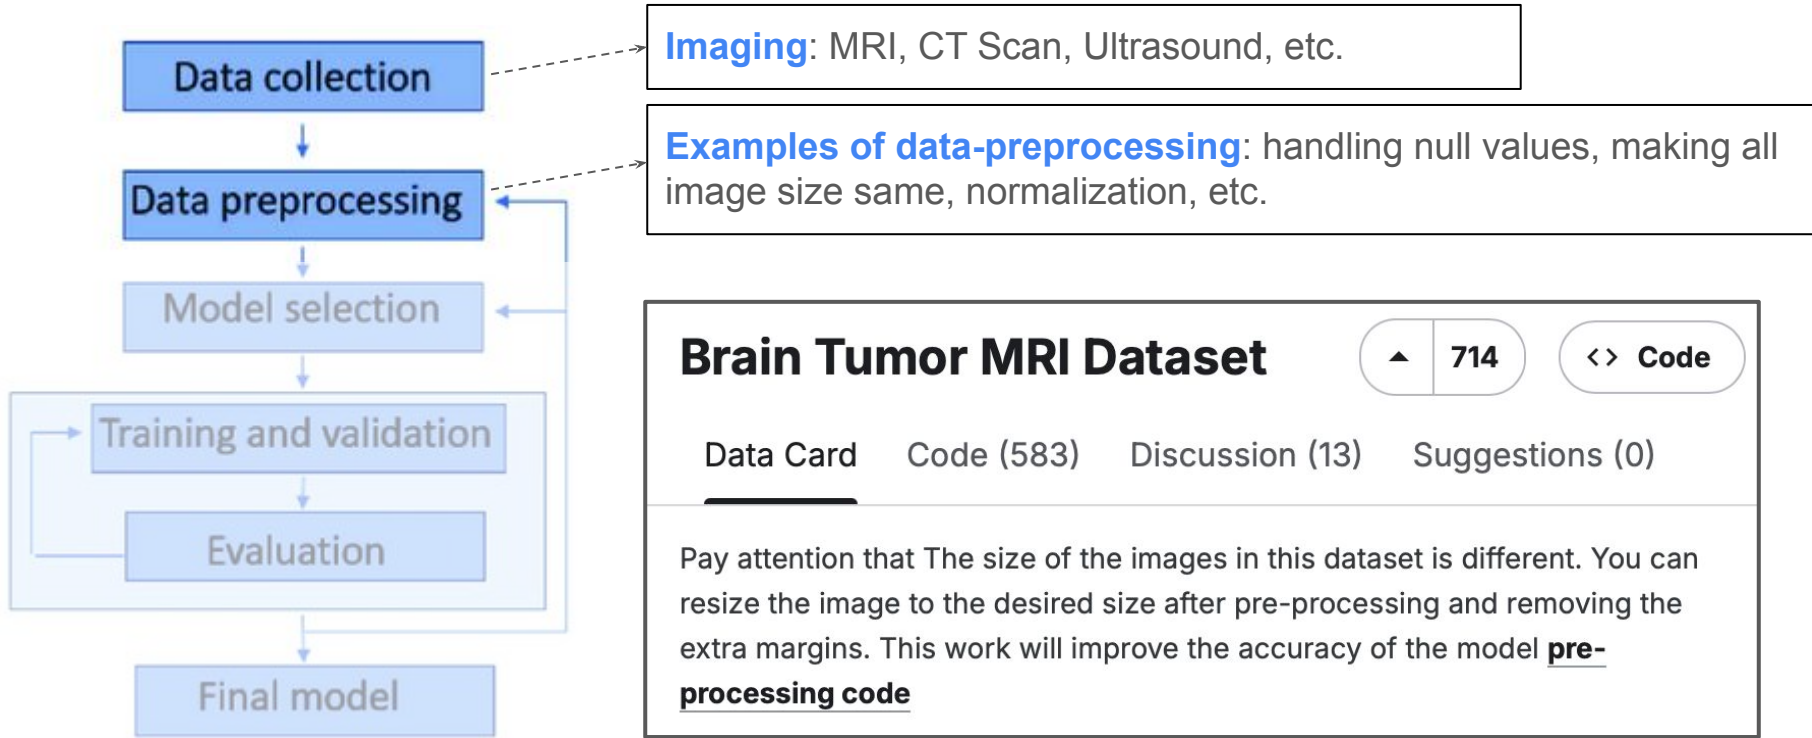 Data collection
Data preprocessing
Model selection
Training and validation
Evaluation
Final model
Imaging: MRI, CT Scan, Ultrasound, etc.
Examples of data-preprocessing: handling null values, making all
image size same, normalization, etc.
Brain Tumor MRI Dataset
714
<> Code
Data Card Code (583) Discussion (13) Suggestions (0)
Pay attention that The size of the images in this dataset is different. You can
resize the image to the desired size after pre-processing and removing the
extra margins. This work will improve the accuracy of the model pre-
processing code